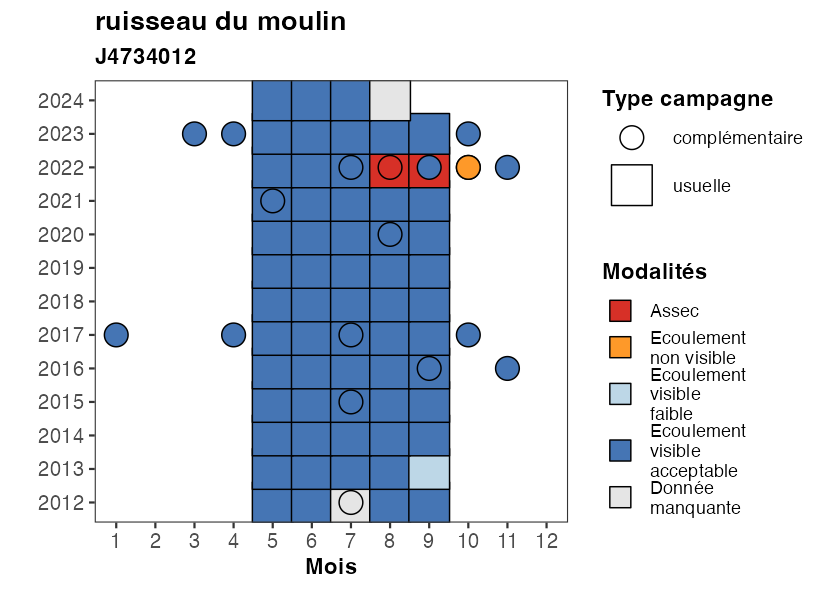 ruisseau du moulin
J4734012
2024
2023
2022
2021
2020
2019
2018
2017
2016
2015
2014
2013
2012
1 2 3 4 5 6 7 8 9 10 11 12
Mois
Type campagne
complémentaire
usuelle
Modalités
Assec
Ecoulement
non visible
Ecoulement
visible
faible
Ecoulement
visible
acceptable
Donnée
manquante